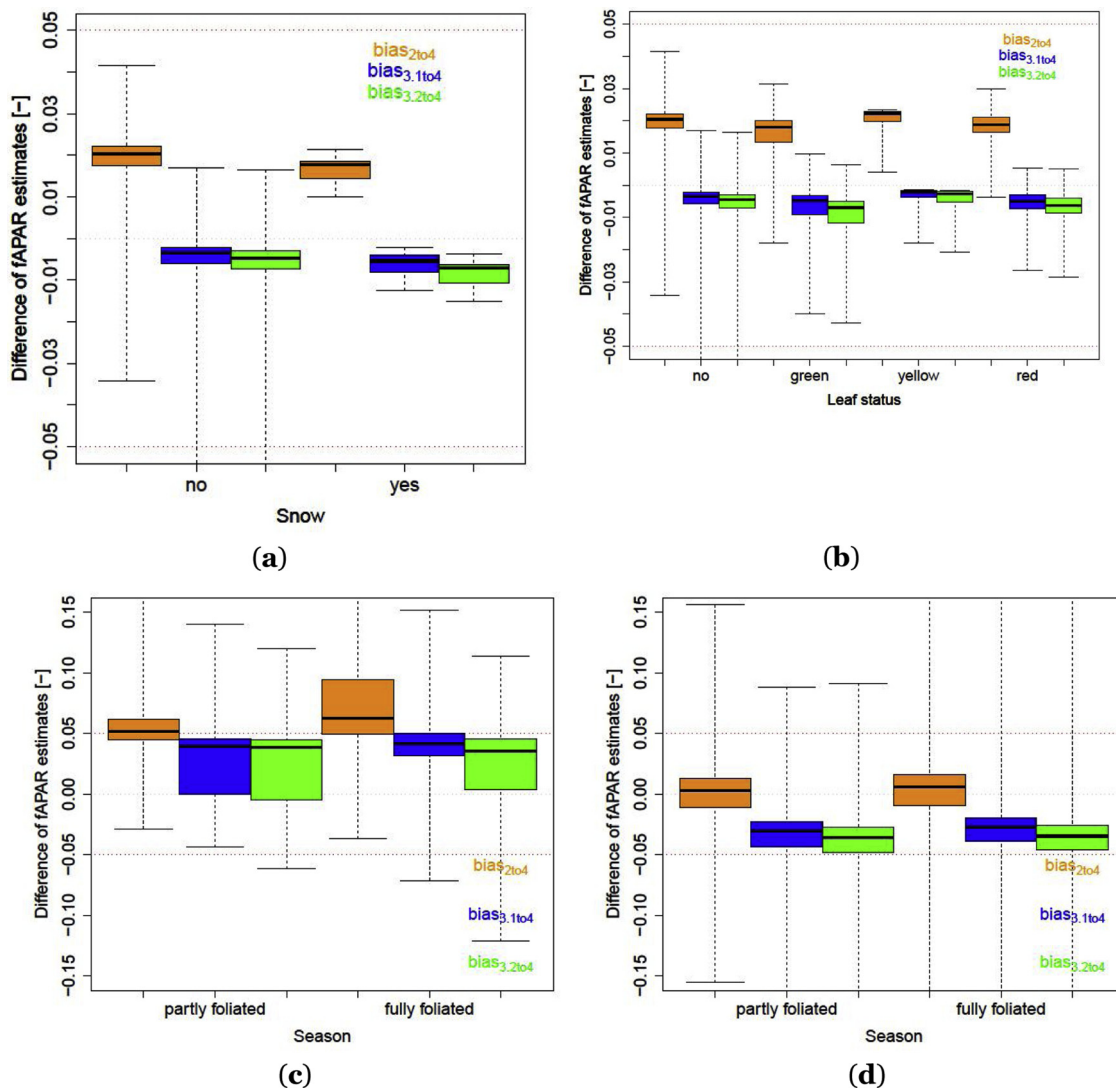 0.05
0.03
0.01
−0.01
−0.03
−0.05
Difference of fAPAR estimates [−]
bias2to4
bias3.1to4
bias3.2to4
no
yes
Snow
(a)
0.05
0.03
0.01
−0.01
−0.03
−0.05
Difference of fAPAR estimates [−]
bias2to4
bias3.1to4
bias3.2to4
no
green
yellow
red
Leaf status
(b)
0.15
0.10
0.05
0.00
−0.05
−0.10
−0.15
Difference of fAPAR estimates [−]
bias2to4
bias3.1to4
bias3.2to4
partly foliated
fully foliated
Season
(c)
0.15
0.10
0.05
0.00
−0.05
−0.10
−0.15
Difference of fAPAR estimates [−]
bias2to4
bias3.1to4
bias3.2to4
partly foliated
fully foliated
Season
(d)